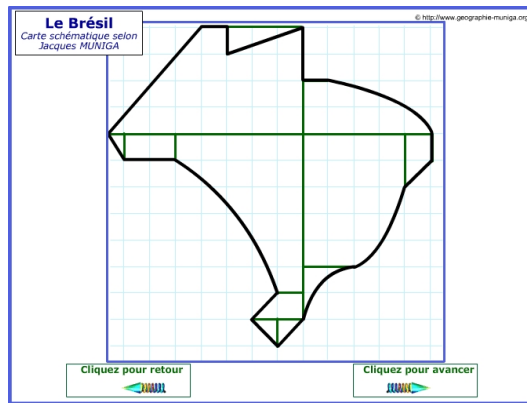 Le Brésil
Carte schématique selon
Jacques MUNIGA
© http://www.geographie-muniga.org
Cliquez pour retour
Cliquez pour avancer